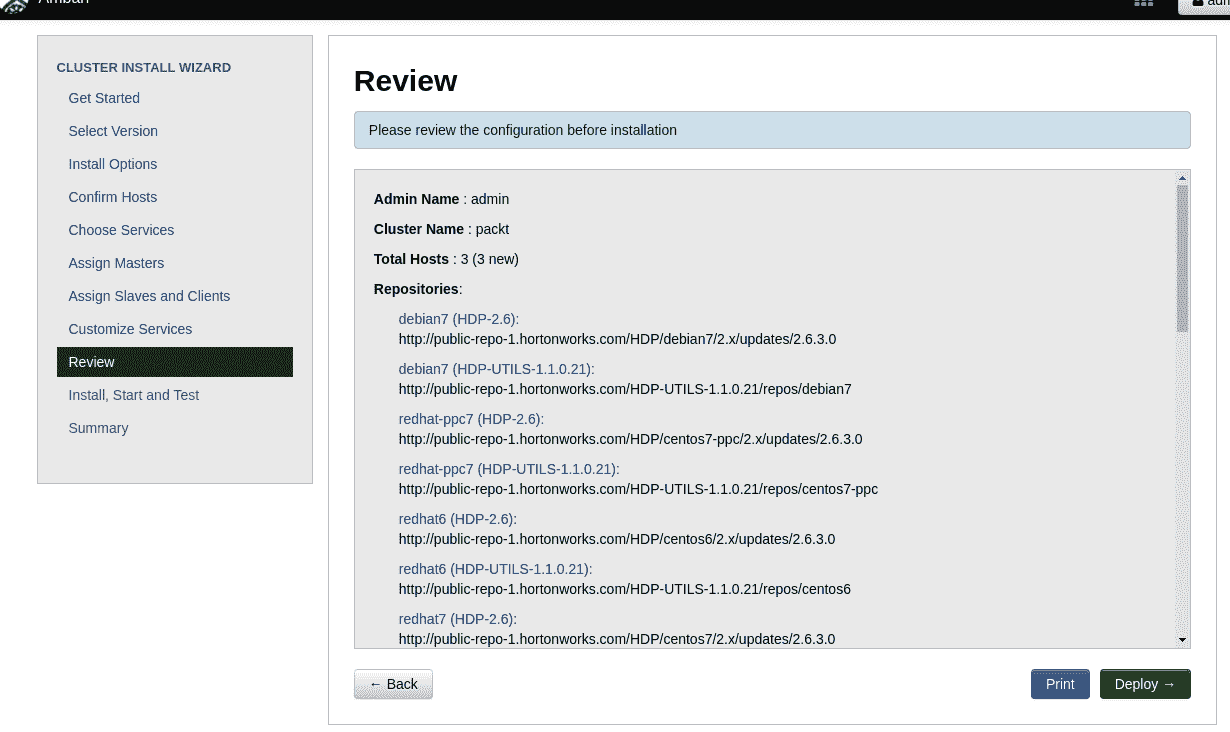 Ambari
CLUSTER INSTALL WIZARD
Get Started
Select Version
Install Options
Confirm Hosts
Choose Services
Assign Masters
Assign Slaves and Clients
Customize Services
Review
Install, Start and Test
Summary
Review
Please review the configuration before installation
Admin Name : admin
Cluster Name : packt
Total Hosts : 3 (3 new)
Repositories:
debian7 (HDP-2.6):
http://public-repo-1.hortonworks.com/HDP/debian7/2.x/updates/2.6.3.0
debian7 (HDP-UTILS-1.1.0.21):
http://public-repo-1.hortonworks.com/HDP-UTILS-1.1.0.21/repos/debian7
redhat-ppc7 (HDP-2.6):
http://public-repo-1.hortonworks.com/HDP/centos7-ppc/2.x/updates/2.6.3.0
redhat-ppc7 (HDP-UTILS-1.1.0.21):
http://public-repo-1.hortonworks.com/HDP-UTILS-1.1.0.21/repos/centos7-ppc
redhat6 (HDP-2.6):
http://public-repo-1.hortonworks.com/HDP/centos6/2.x/updates/2.6.3.0
redhat6 (HDP-UTILS-1.1.0.21):
http://public-repo-1.hortonworks.com/HDP-UTILS-1.1.0.21/repos/centos6
redhat7 (HDP-2.6):
http://public-repo-1.hortonworks.com/HDP/centos7/2.x/updates/2.6.3.0
← Back
Print
Deploy →